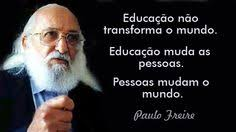 Educação não
transforma o mundo.
Educação muda as
pessoas.
Pessoas mudam o
mundo.
Paulo Freire